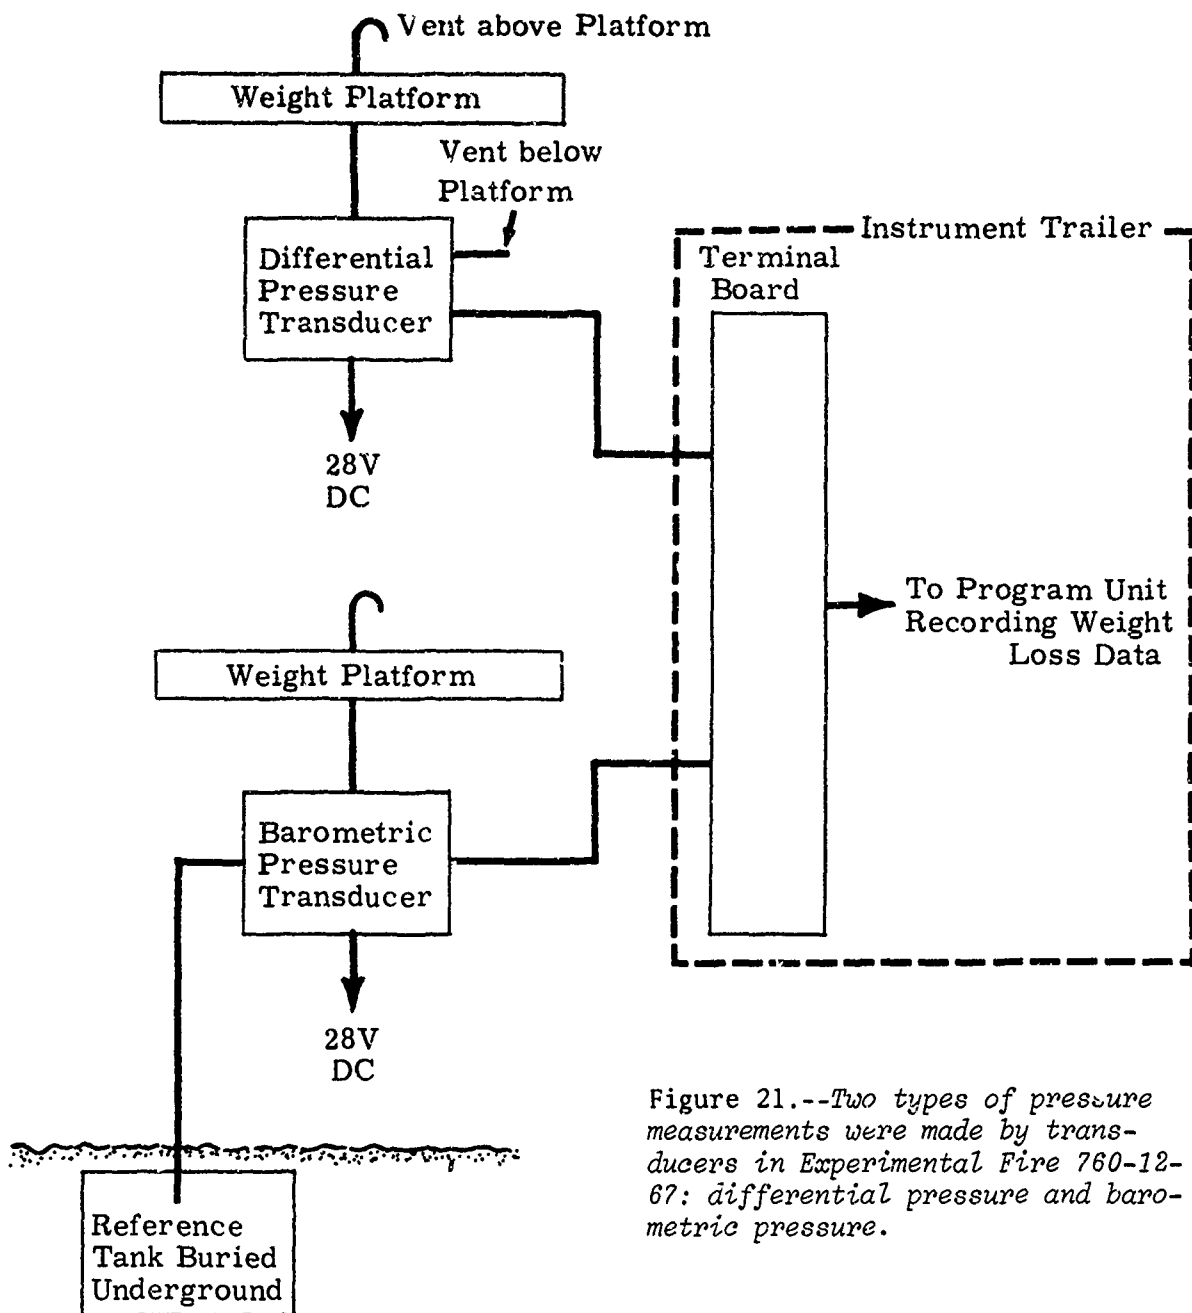 Vent above Platform
Weight Platform
Vent below
Platform
Differential
Pressure
Transducer
28V
DC
Instrument Trailer
Terminal
Board
To Program Unit
Recording Weight
Loss Data
Weight Platform
Barometric
Pressure
Transducer
28V
DC
Reference
Tank Buried
Underground
Figure 21.--Two types of pressure
measurements were made by trans-
ducers in Experimental Fire 760-12-
67: differential pressure and baro-
metric pressure.